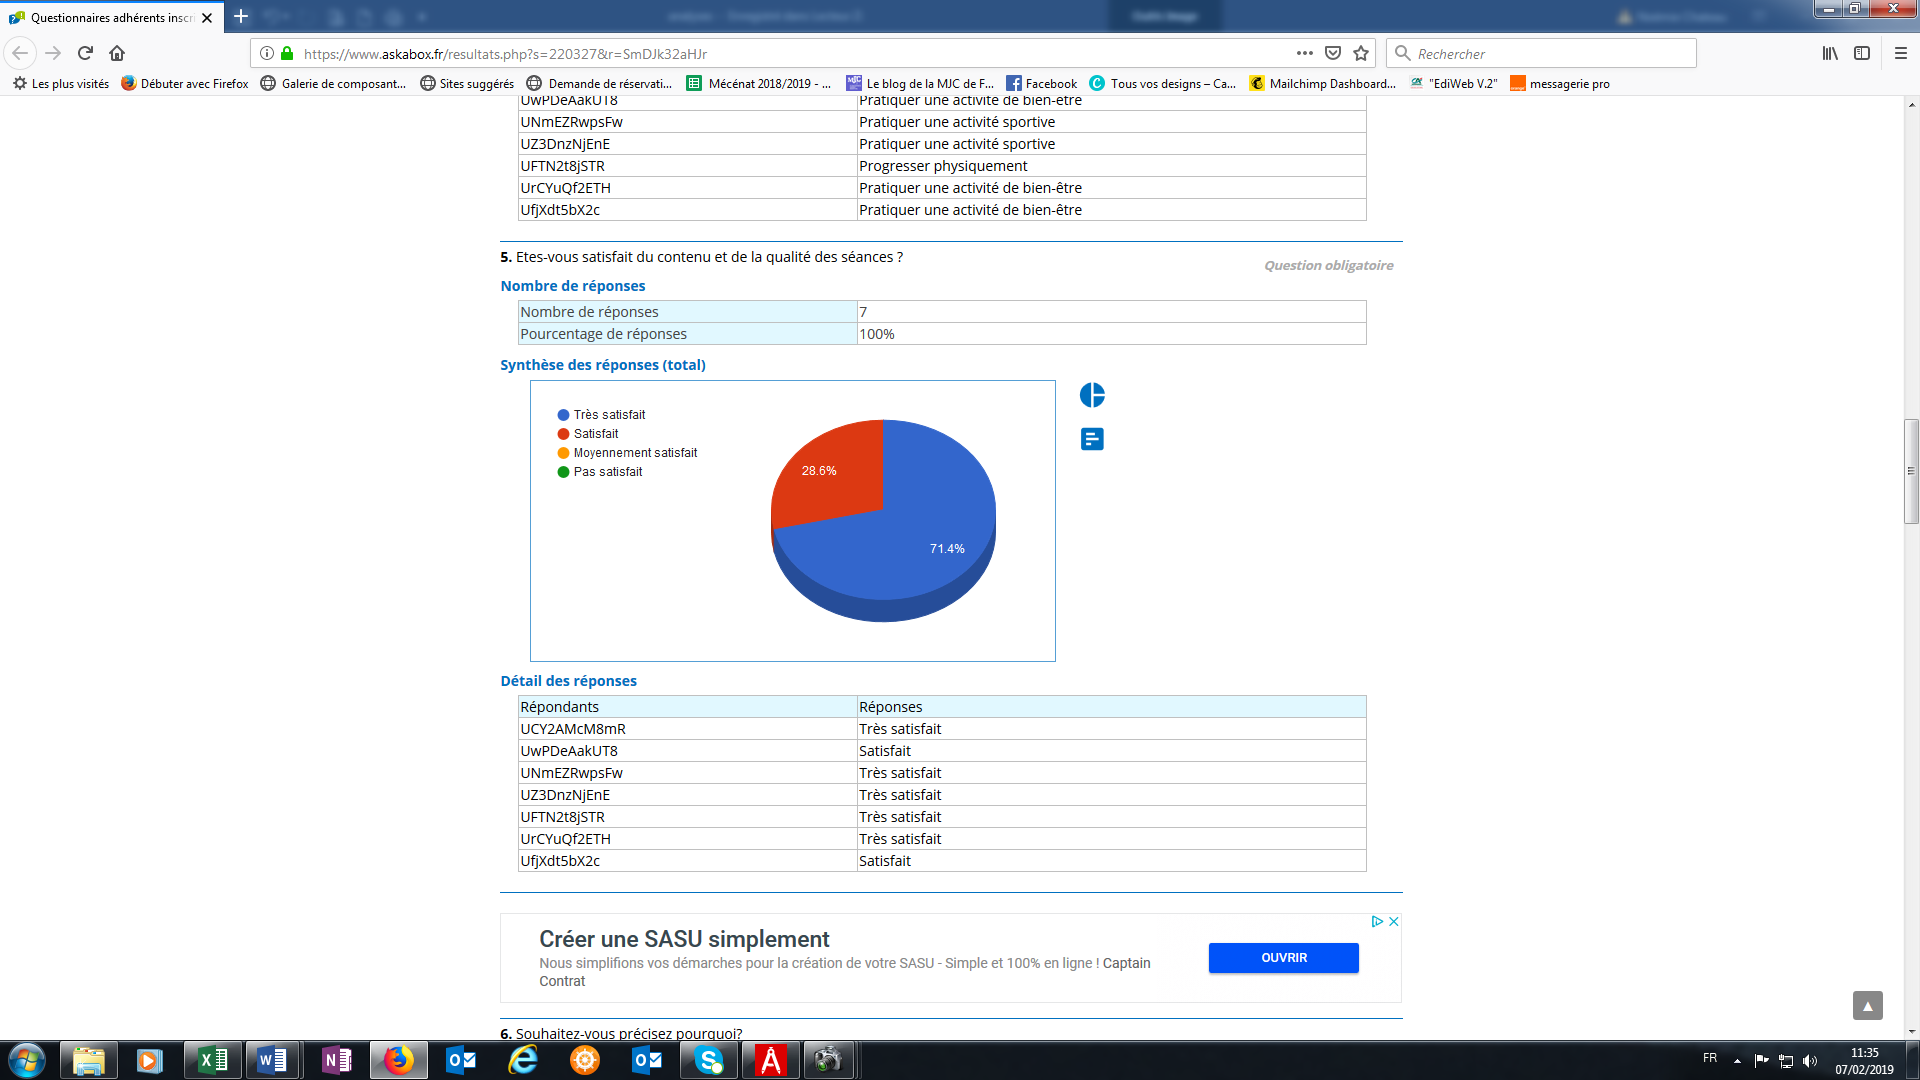 Questionnaires adhérents inscri
https://www.askabox.fr/resultats.php?s=220327&r=SmDJk32aHJr
Rechercher
Les plus visités
Débuter avec Firefox
Galerie de composant...
Sites suggérés
Demande de réservati...
Mécénat 2018/2019 - ...
Le blog de la MJC de F...
Facebook
Tous vos designs – Ca...
Mailchimp Dashboard...
"EdiWeb V.2"
messagerie pro
UwPDeAakUT8 Pratiquer une activité de bien-être
UNmEZRwpsFw Pratiquer une activité sportive
UZ3DnzNjEnE Pratiquer une activité sportive
UFTN2t8jSTR Progresser physiquement
UrCYuQf2ETH Pratiquer une activité de bien-être
UfjXdt5bX2c Pratiquer une activité de bien-être
5. Etes-vous satisfait du contenu et de la qualité des séances ?
Question obligatoire
Nombre de réponses
Nombre de réponses 7
Pourcentage de réponses 100%
Synthèse des réponses (total)
Très satisfait
Satisfait
Moyennement satisfait
Pas satisfait
28.6%
71.4%
Détail des réponses
Répondants Réponses
UCY2AMcM8mR Très satisfait
UwPDeAakUT8 Satisfait
UNmEZRwpsFw Très satisfait
UZ3DnzNjEnE Très satisfait
UFTN2t8jSTR Très satisfait
UrCYuQf2ETH Très satisfait
UfjXdt5bX2c Satisfait
Créer une SASU simplement
Nous simplifions vos démarches pour la création de votre SASU - Simple et 100% en ligne ! Captain
Contrat
OUVRIR
6. Souhaitez-vous précisez pourquoi?
FR
11:35
07/02/2019